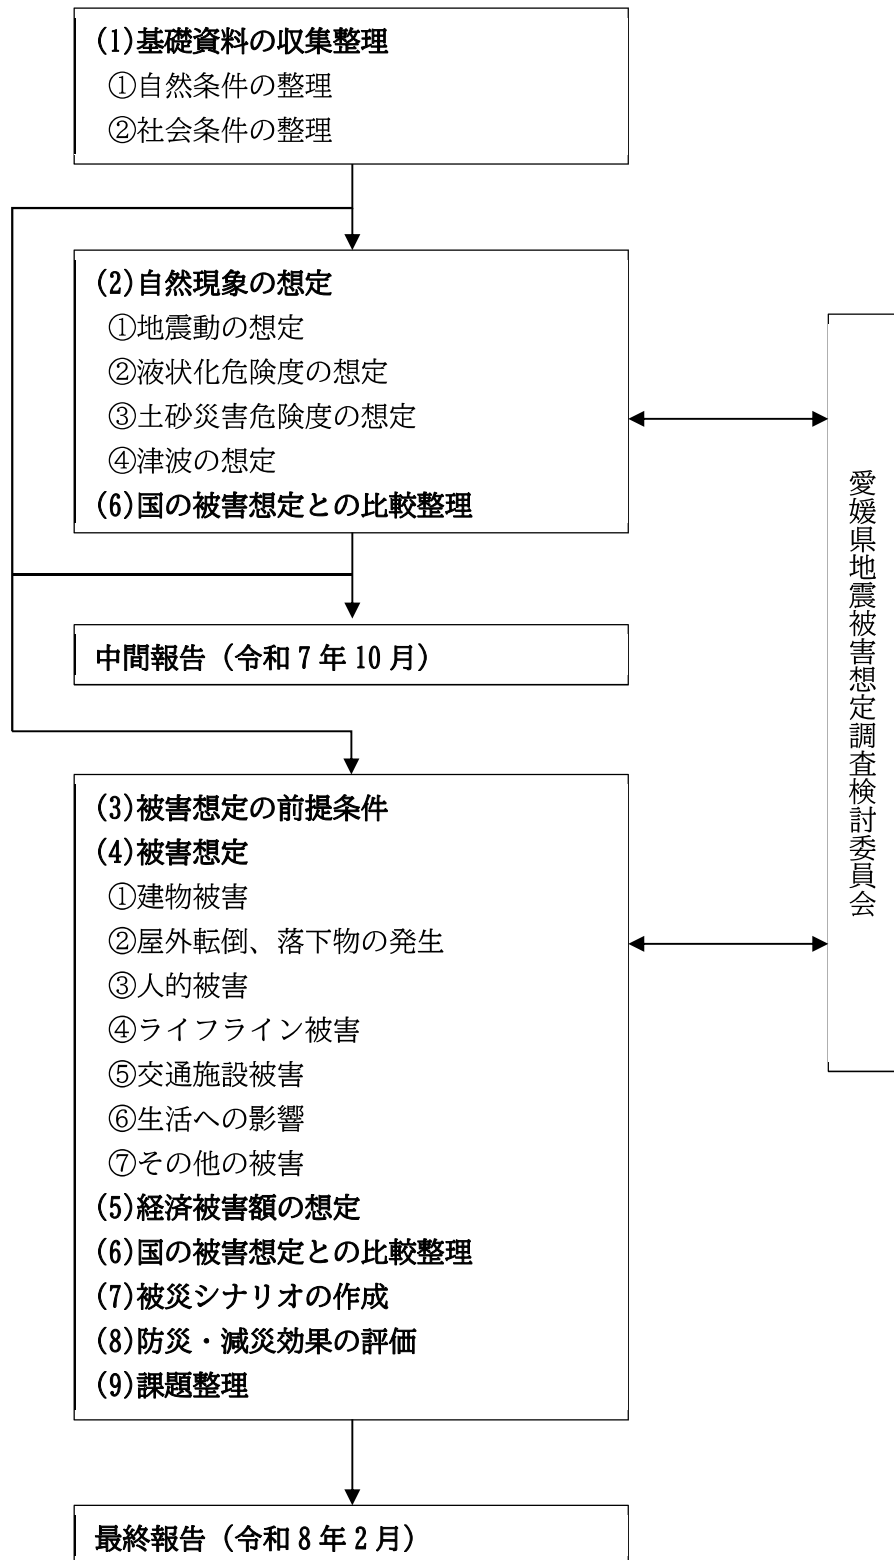 (1)基礎資料の収集整理
①自然条件の整理
②社会条件の整理
(2)自然現象の想定
①地震動の想定
②液状化危険度の想定
③土砂災害危険度の想定
④津波の想定
(6)国の被害想定との比較整理
中間報告（令和7年10月）
(3)被害想定の前提条件
(4)被害想定
①建物被害
②屋外転倒、落下物の発生
③人的被害
④ライフライン被害
⑤交通施設被害
⑥生活への影響
⑦その他の被害
(5)経済被害額の想定
(6)国の被害想定との比較整理
(7)被災シナリオの作成
(8)防災・減災効果の評価
(9)課題整理
最終報告（令和8年2月）
愛媛県地震被害想定調査検討委員会